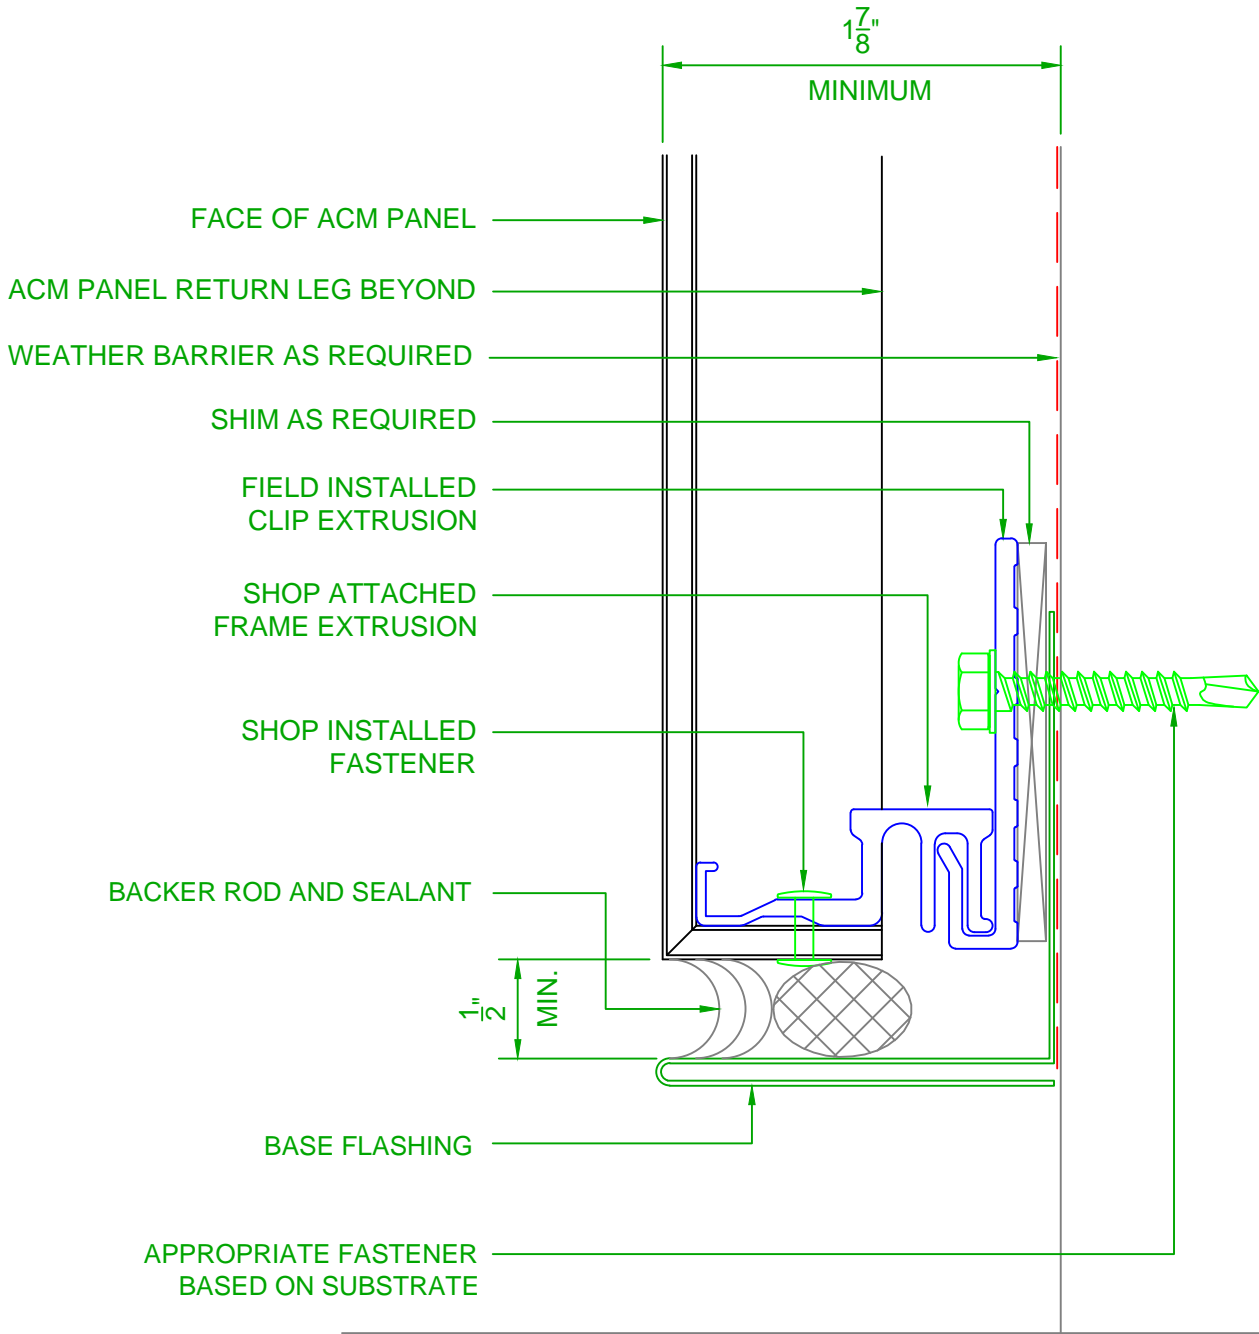 1 7/8"
MINIMUM
FACE OF ACM PANEL
ACM PANEL RETURN LEG BEYOND
WEATHER BARRIER AS REQUIRED
SHIM AS REQUIRED
FIELD INSTALLED
CLIP EXTRUSION
SHOP ATTACHED
FRAME EXTRUSION
SHOP INSTALLED
FASTENER
BACKER ROD AND SEALANT
1/2"
MIN.
BASE FLASHING
APPROPRIATE FASTENER
BASED ON SUBSTRATE